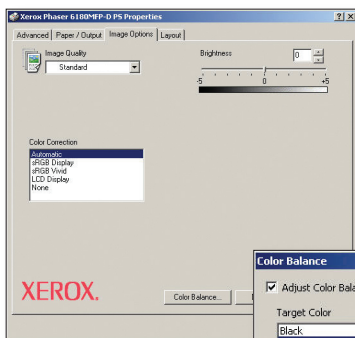 Xerox Phaser 6180MFP-D PS Properties
Advanced Paper / Output Image Options Layout
Image Quality
Standard
Brightness
0
-5 0 +5
Color Correction
Automatic
sRGB Display
sRGB Vivid
LCD Display
None
XEROX.
Color Balance...
Color Balance
Adjust Color Bala
Target Color
Black